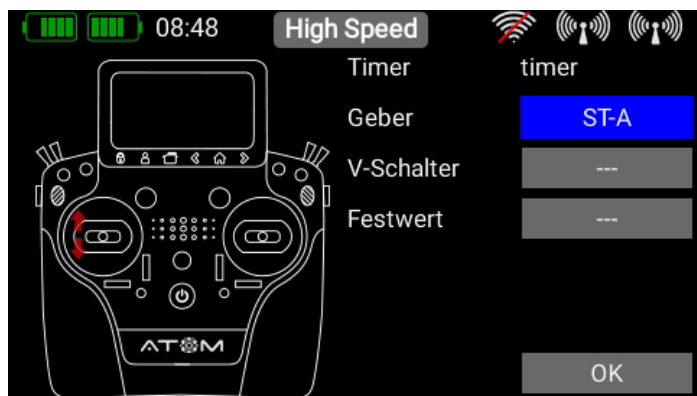 08:48 High Speed
Timer timer
Geber ST-A
V-Schalter ---
Festwert ---
ATOM
OK